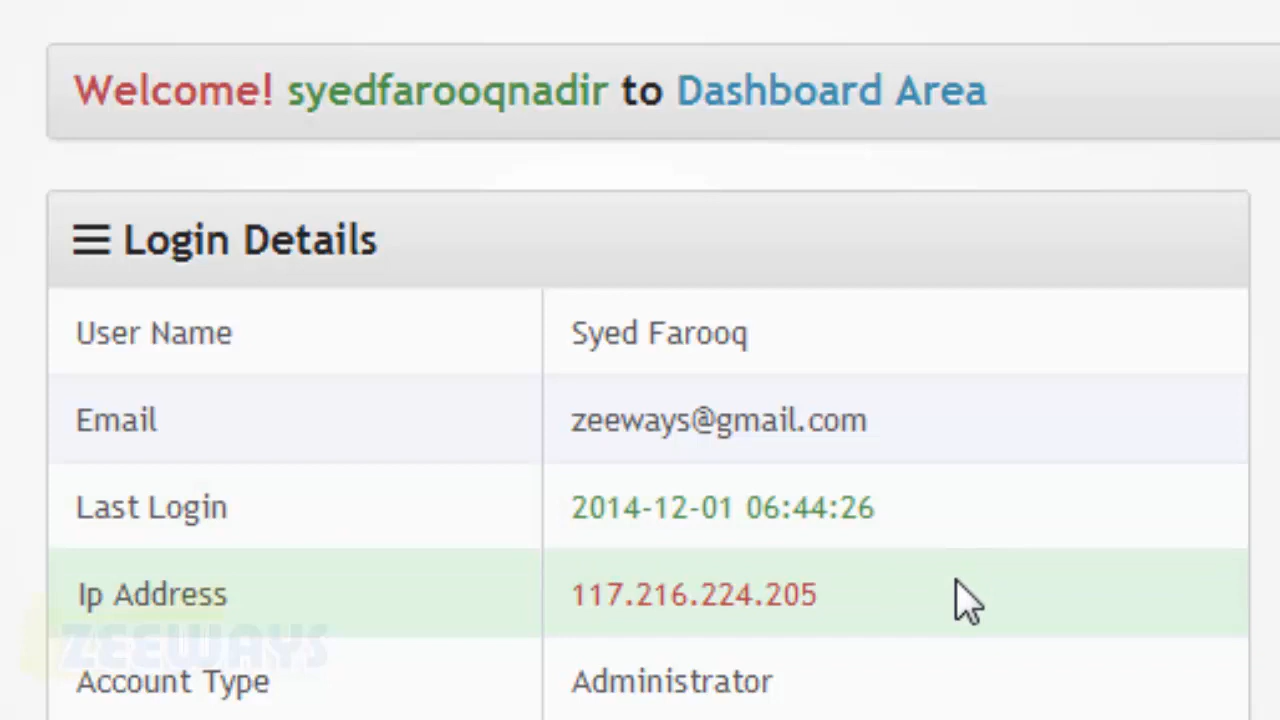 Welcome! syedfarooqnadir to Dashboard Area
Login Details
User Name Syed Farooq
Email zeeways@gmail.com
Last Login 2014-12-01 06:44:26
Ip Address 117.216.224.205
ZEEWAYS
Account Type Administrator